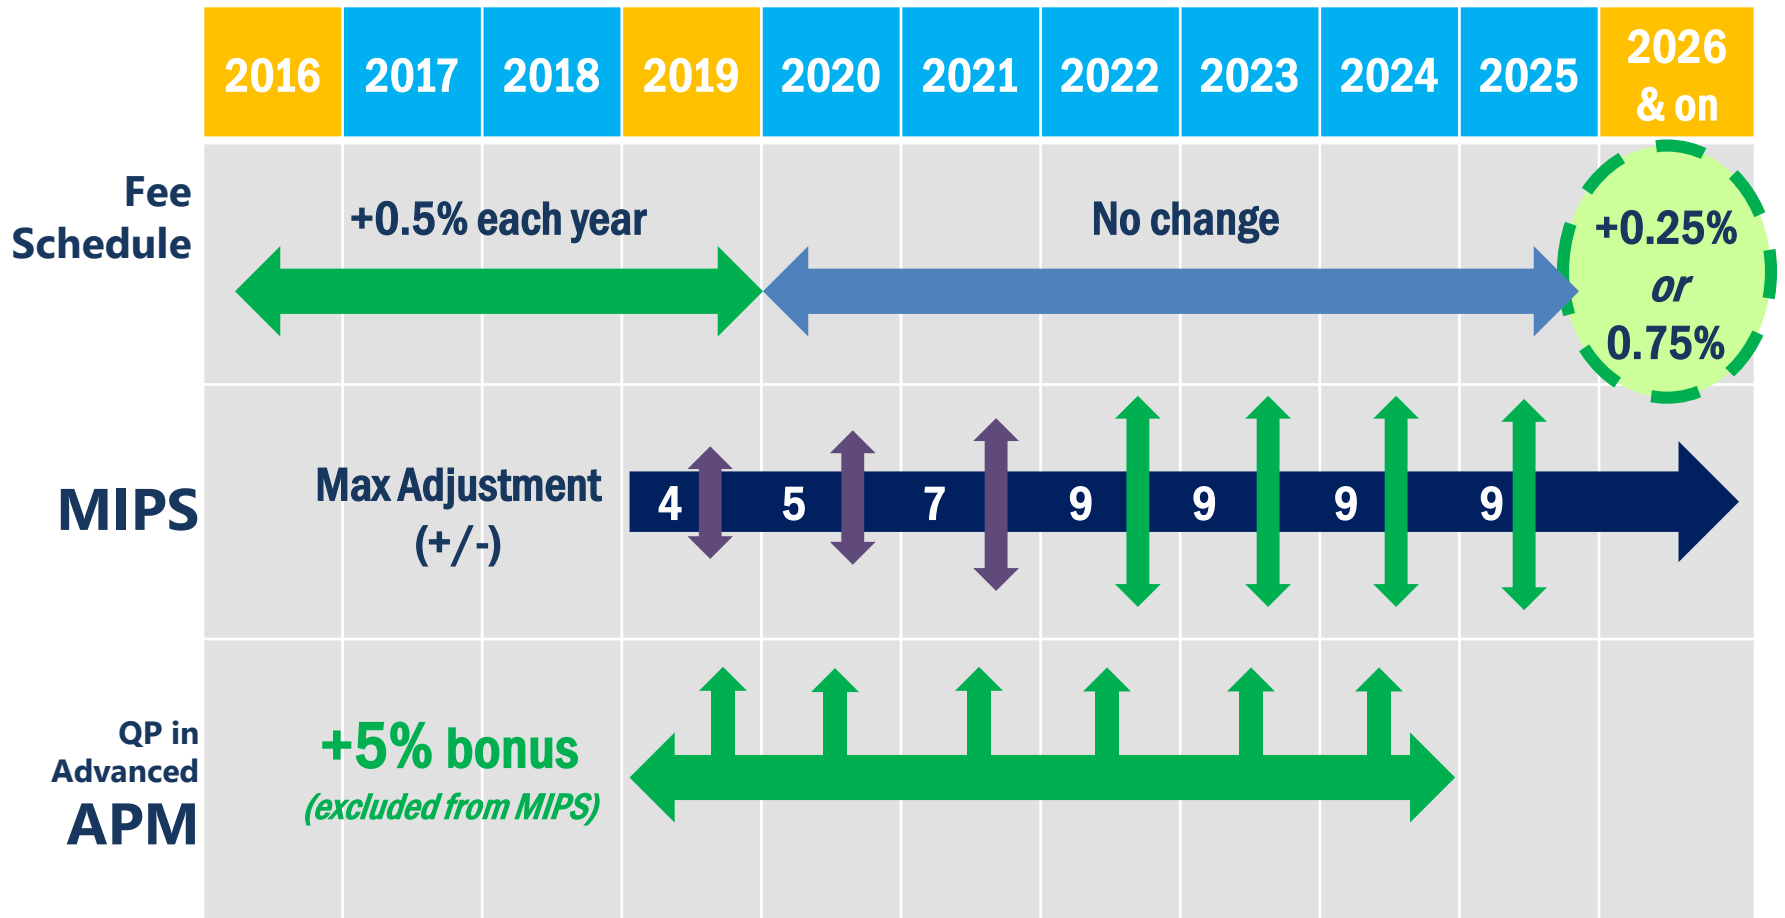 2016 2017 2018 2019 2020 2021 2022 2023 2024 2025 2026
& on
Fee
Schedule
+0.5% each year
No change
+0.25%
or
0.75%
MIPS
Max Adjustment
(+/-)
4 5 7 9 9 9 9
QP in
Advanced
APM
+5% bonus
(excluded from MIPS)